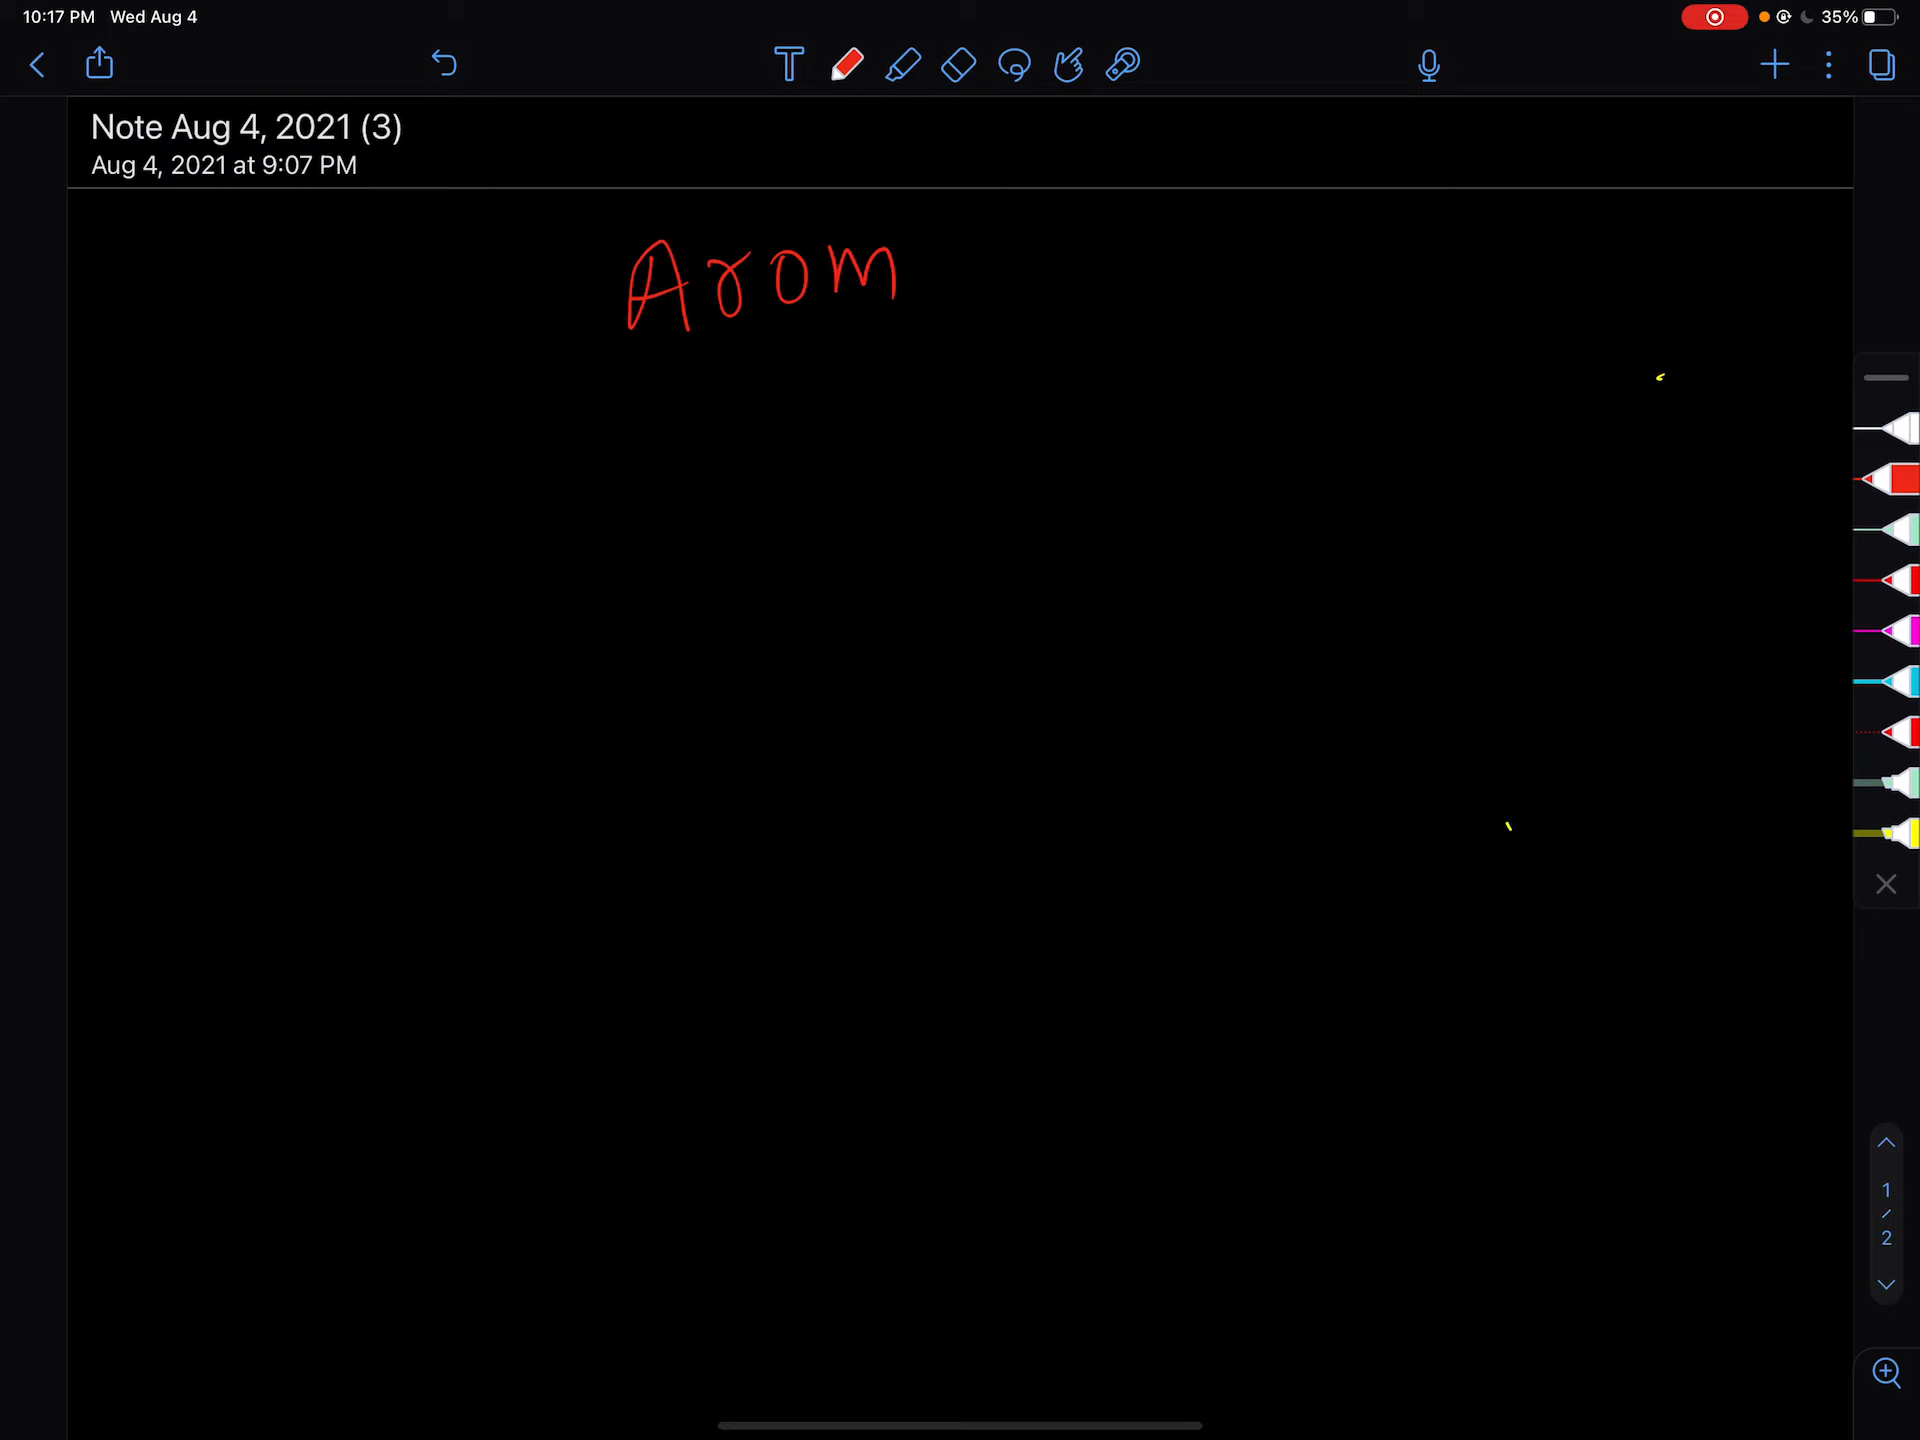 10:17 PM Wed Aug 4
35%
Note Aug 4, 2021 (3)
Aug 4, 2021 at 9:07 PM
Arom
1
/
2